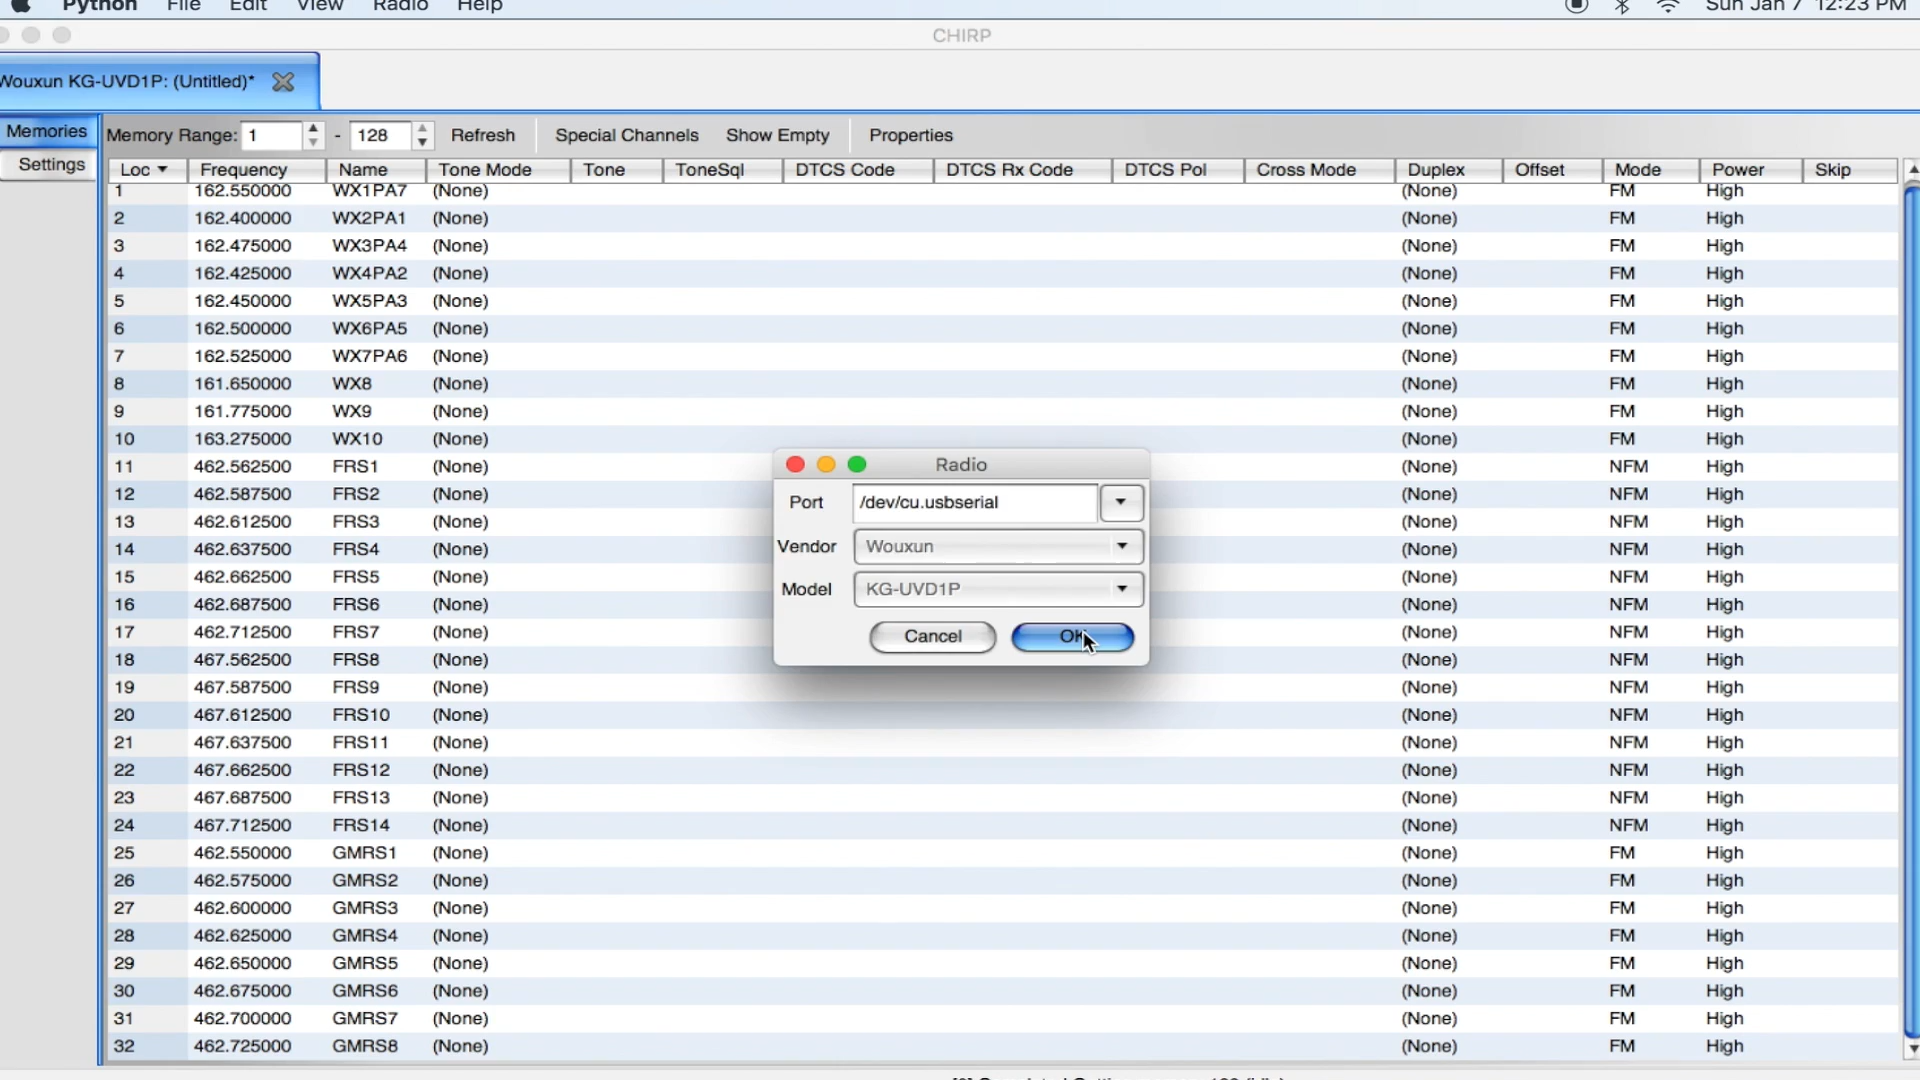 Python File Edit View Radio Help Sun Jan 7 12:23 PM
CHIRP
Wouxun KG-UVD1P: (Untitled)*
Memories Memory Range: 1 - 128 Refresh Special Channels Show Empty Properties
Settings Loc Frequency Name Tone Mode Tone ToneSql DTCS Code DTCS Rx Code DTCS Pol Cross Mode Duplex Offset Mode Power Skip
1 162.550000 WX1PA7 (None) (None) FM High
2 162.400000 WX2PA1 (None) (None) FM High
3 162.475000 WX3PA4 (None) (None) FM High
4 162.425000 WX4PA2 (None) (None) FM High
5 162.450000 WX5PA3 (None) (None) FM High
6 162.500000 WX6PA5 (None) (None) FM High
7 162.525000 WX7PA6 (None) (None) FM High
8 161.650000 WX8 (None) (None) FM High
9 161.775000 WX9 (None) (None) FM High
10 163.275000 WX10 (None) (None) FM High
11 462.562500 FRS1 (None) (None) NFM High
12 462.587500 FRS2 (None) (None) NFM High
13 462.612500 FRS3 (None) (None) NFM High
14 462.637500 FRS4 (None) (None) NFM High
15 462.662500 FRS5 (None) (None) NFM High
16 462.687500 FRS6 (None) (None) NFM High
17 462.712500 FRS7 (None) (None) NFM High
18 467.562500 FRS8 (None) (None) NFM High
19 467.587500 FRS9 (None) (None) NFM High
20 467.612500 FRS10 (None) (None) NFM High
21 467.637500 FRS11 (None) (None) NFM High
22 467.662500 FRS12 (None) (None) NFM High
23 467.687500 FRS13 (None) (None) NFM High
24 467.712500 FRS14 (None) (None) NFM High
25 462.550000 GMRS1 (None) (None) FM High
26 462.575000 GMRS2 (None) (None) FM High
27 462.600000 GMRS3 (None) (None) FM High
28 462.625000 GMRS4 (None) (None) FM High
29 462.650000 GMRS5 (None) (None) FM High
30 462.675000 GMRS6 (None) (None) FM High
31 462.700000 GMRS7 (None) (None) FM High
32 462.725000 GMRS8 (None) (None) FM High
Radio
Port /dev/cu.usbserial
Vendor Wouxun
Model KG-UVD1P
Cancel OK